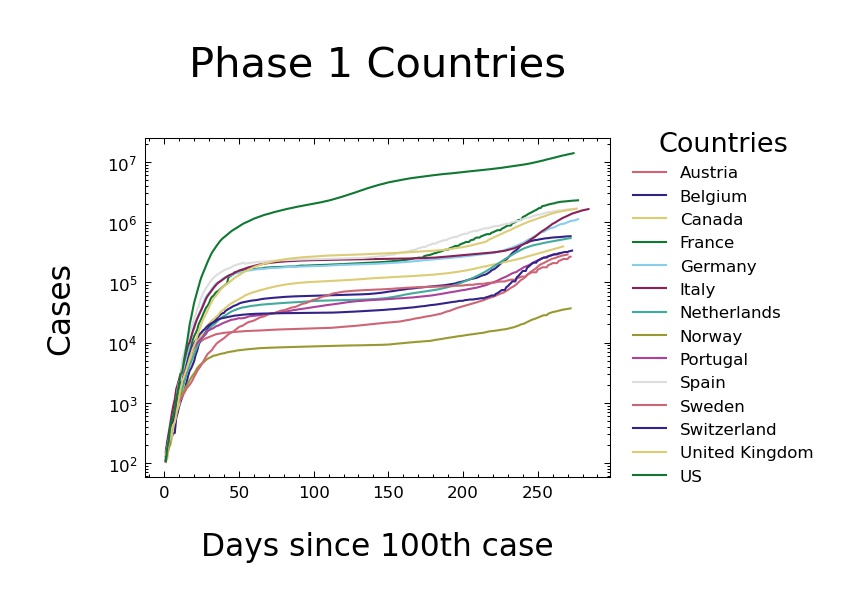 Phase 1 Countries
Countries
Austria
Belgium
Canada
France
Germany
Italy
Netherlands
Norway
Portugal
Spain
Sweden
Switzerland
United Kingdom
US
Cases
10⁷
10⁶
10⁵
10⁴
10³
10²
0 50 100 150 200 250
Days since 100th case